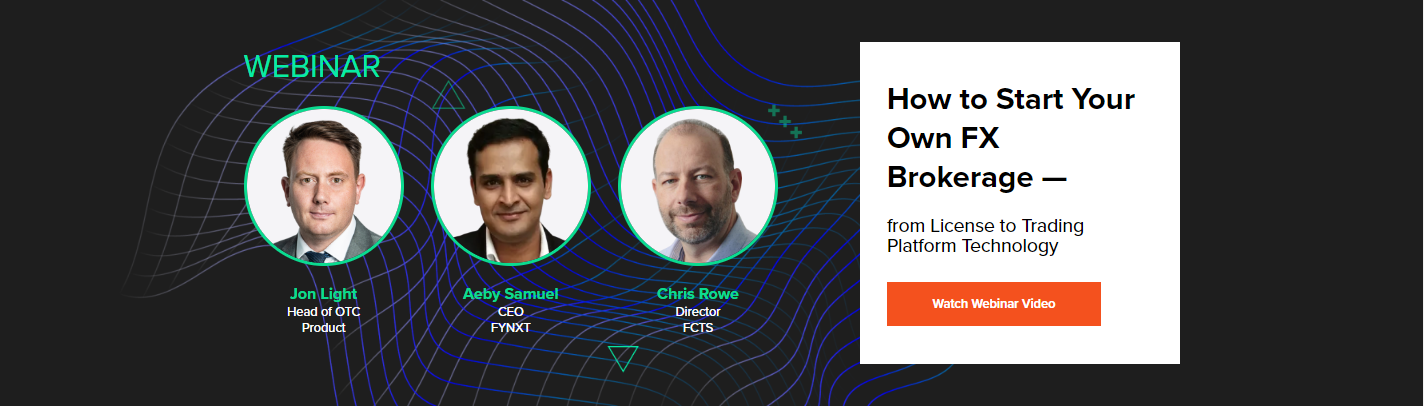 WEBINAR
Jon Light
Head of OTC
Product
Aeby Samuel
CEO
FYNXT
Chris Rowe
Director
FCTS
How to Start Your
Own FX
Brokerage —
from License to Trading
Platform Technology
Watch Webinar Video